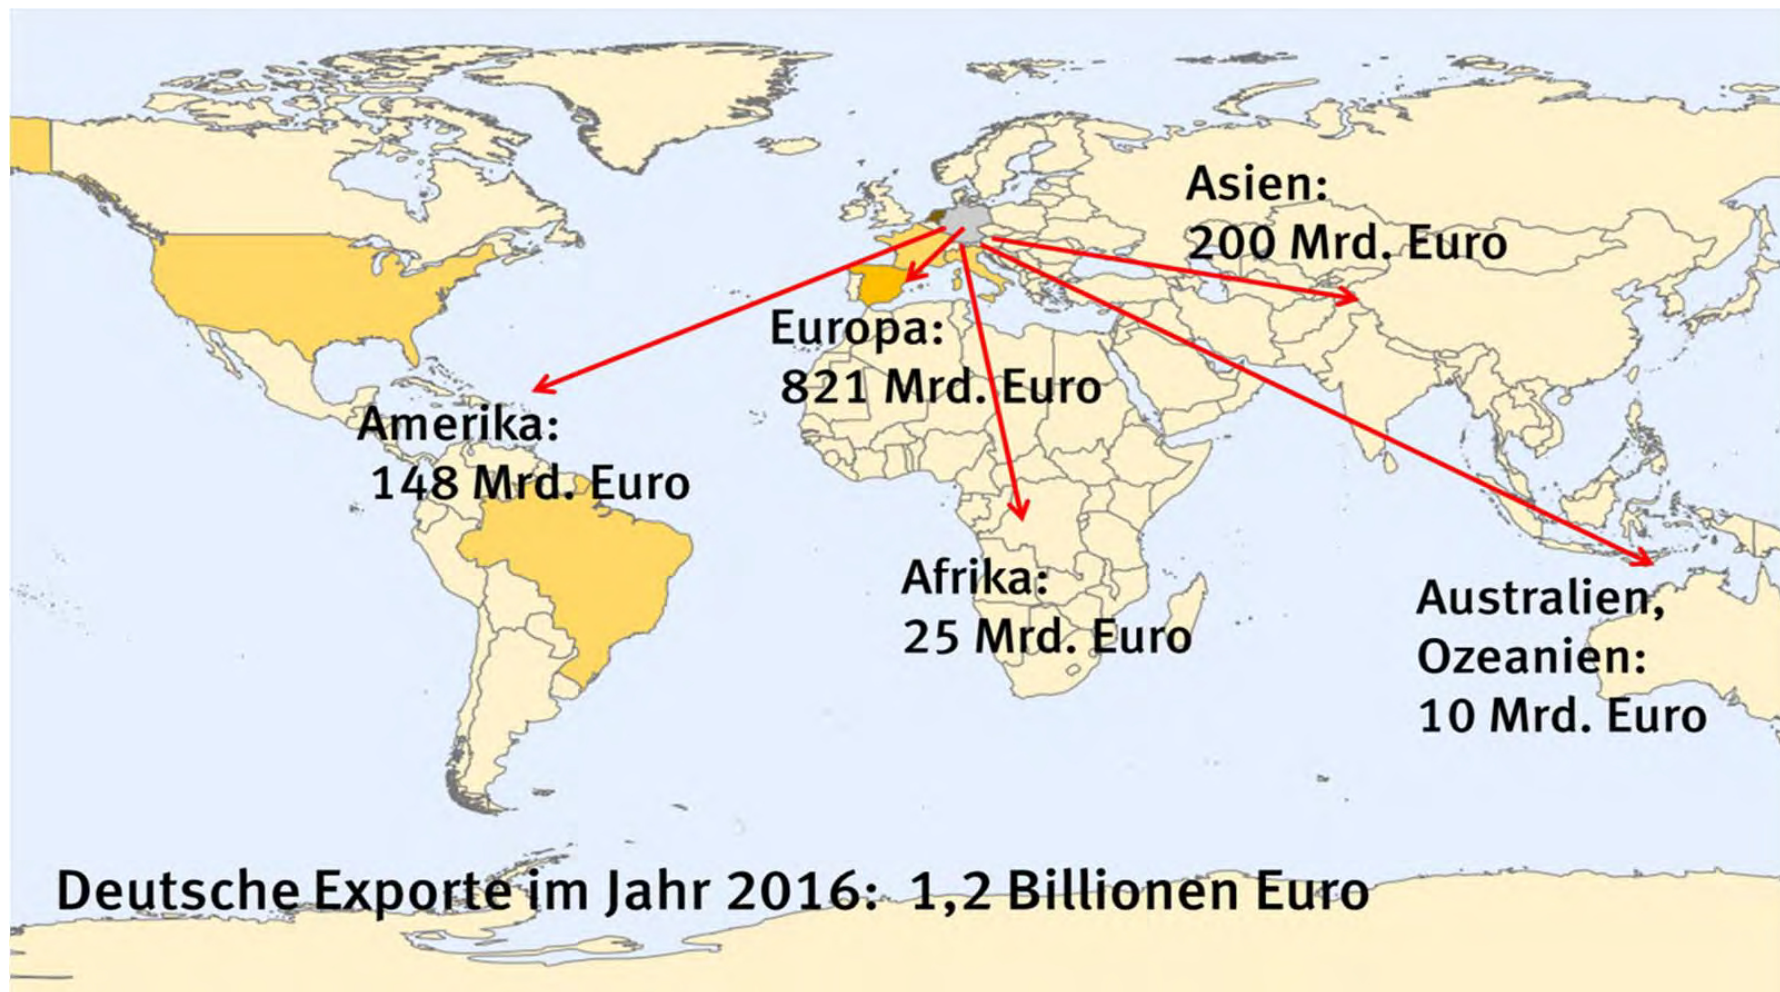 Asien:
200 Mrd. Euro
Europa:
821 Mrd. Euro
Amerika:
148 Mrd. Euro
Afrika:
25 Mrd. Euro
Australien,
Ozeanien:
10 Mrd. Euro
Deutsche Exporte im Jahr 2016: 1,2 Billionen Euro